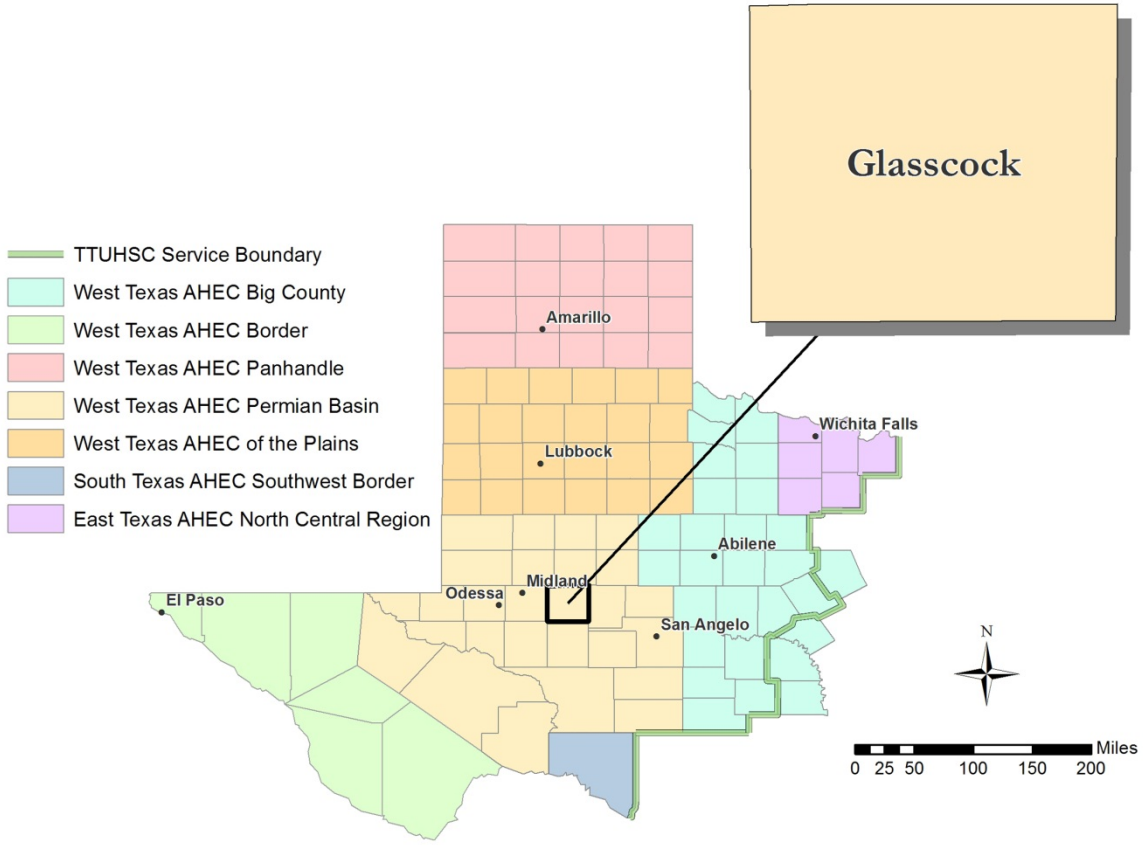 Glasscock
TTUHSC Service Boundary
West Texas AHEC Big County
West Texas AHEC Border
West Texas AHEC Panhandle
West Texas AHEC Permian Basin
West Texas AHEC of the Plains
South Texas AHEC Southwest Border
East Texas AHEC North Central Region
Amarillo
Wichita Falls
Lubbock
Abilene
Midland
Odessa
El Paso
San Angelo
N
Miles
0 25 50 100 150 200